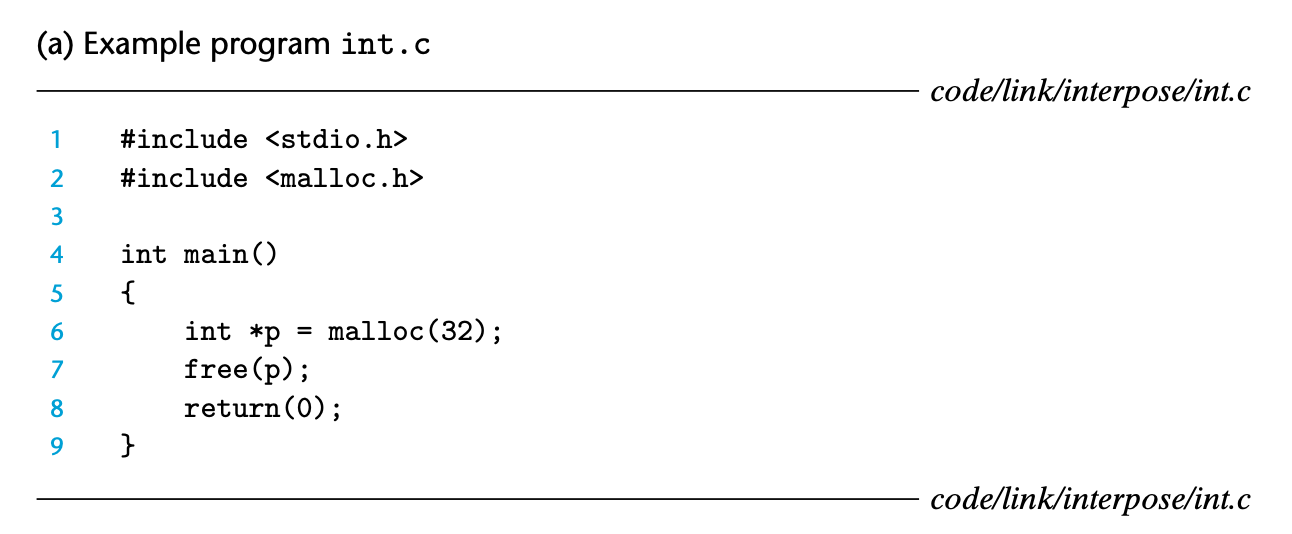 (a) Example program int.c
code/link/interpose/int.c
1 #include <stdio.h>
2 #include <malloc.h>
3
4 int main()
5 {
6     int *p = malloc(32);
7     free(p);
8     return(0);
9 }
code/link/interpose/int.c